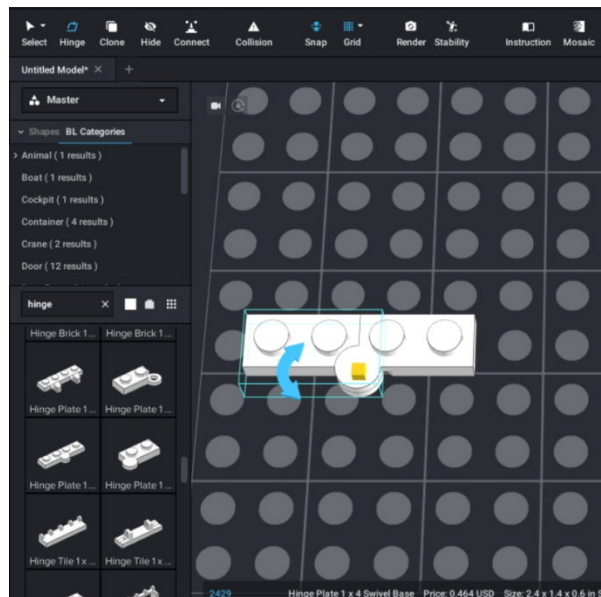 Select Hinge Clone Hide Connect Collision Snap Grid Render Stability Instruction Mosaic
Untitled Model* × +
Master
Shapes BL Categories
Animal ( 1 results )
Boat ( 1 results )
Cockpit ( 1 results )
Container ( 4 results )
Crane ( 2 results )
Door ( 12 results )
hinge ×
Hinge Brick 1... Hinge Brick 1...
Hinge Plate 1... Hinge Plate 1...
Hinge Plate 1... Hinge Plate 1...
Hinge Tile 1x ... Hinge Tile 1x ...
2429 Hinge Plate 1 x 4 Swivel Base Price: 0.464 USD Size: 2.4 x 1.4 x 0.6 in